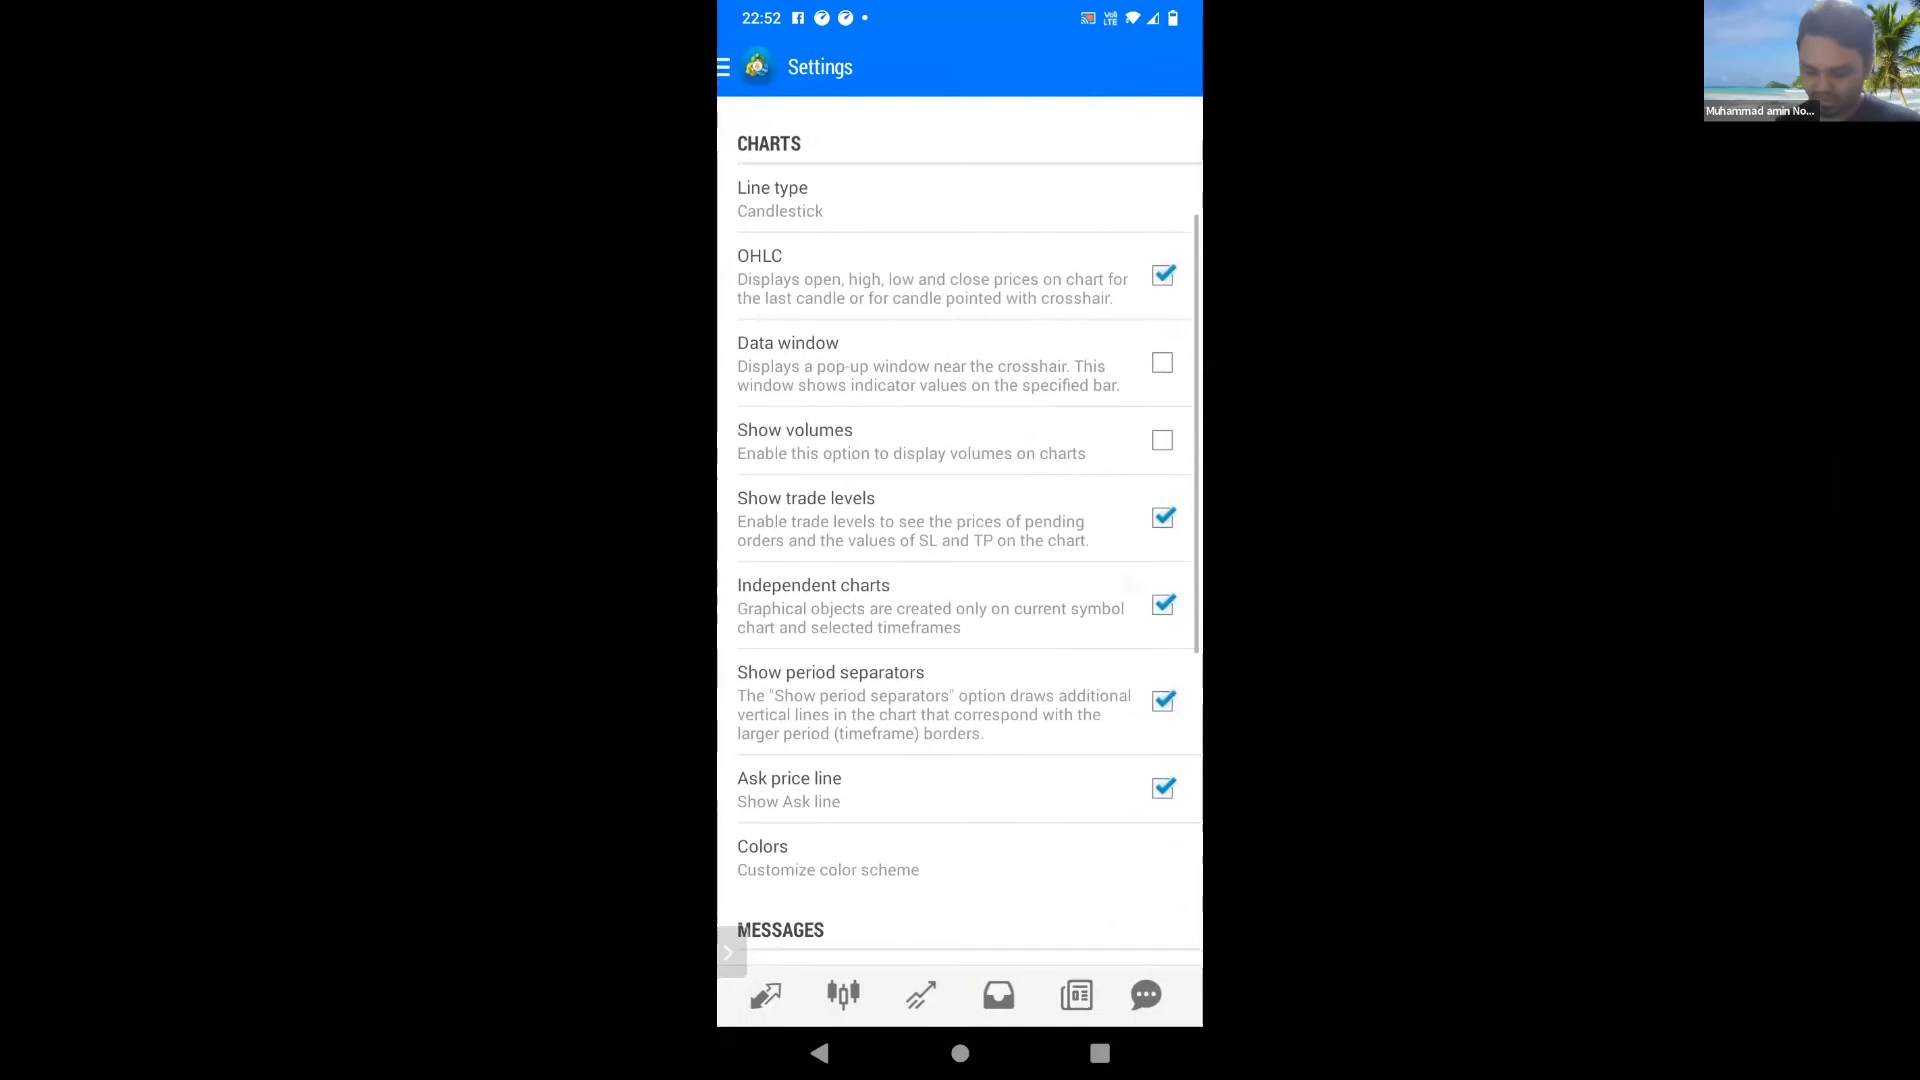 22:52
Settings
Muhammad amin No...
CHARTS
Line type
Candlestick
OHLC
Displays open, high, low and close prices on chart for
the last candle or for candle pointed with crosshair.
Data window
Displays a pop-up window near the crosshair. This
window shows indicator values on the specified bar.
Show volumes
Enable this option to display volumes on charts
Show trade levels
Enable trade levels to see the prices of pending
orders and the values of SL and TP on the chart.
Independent charts
Graphical objects are created only on current symbol
chart and selected timeframes
Show period separators
The "Show period separators" option draws additional
vertical lines in the chart that correspond with the
larger period (timeframe) borders.
Ask price line
Show Ask line
Colors
Customize color scheme
MESSAGES